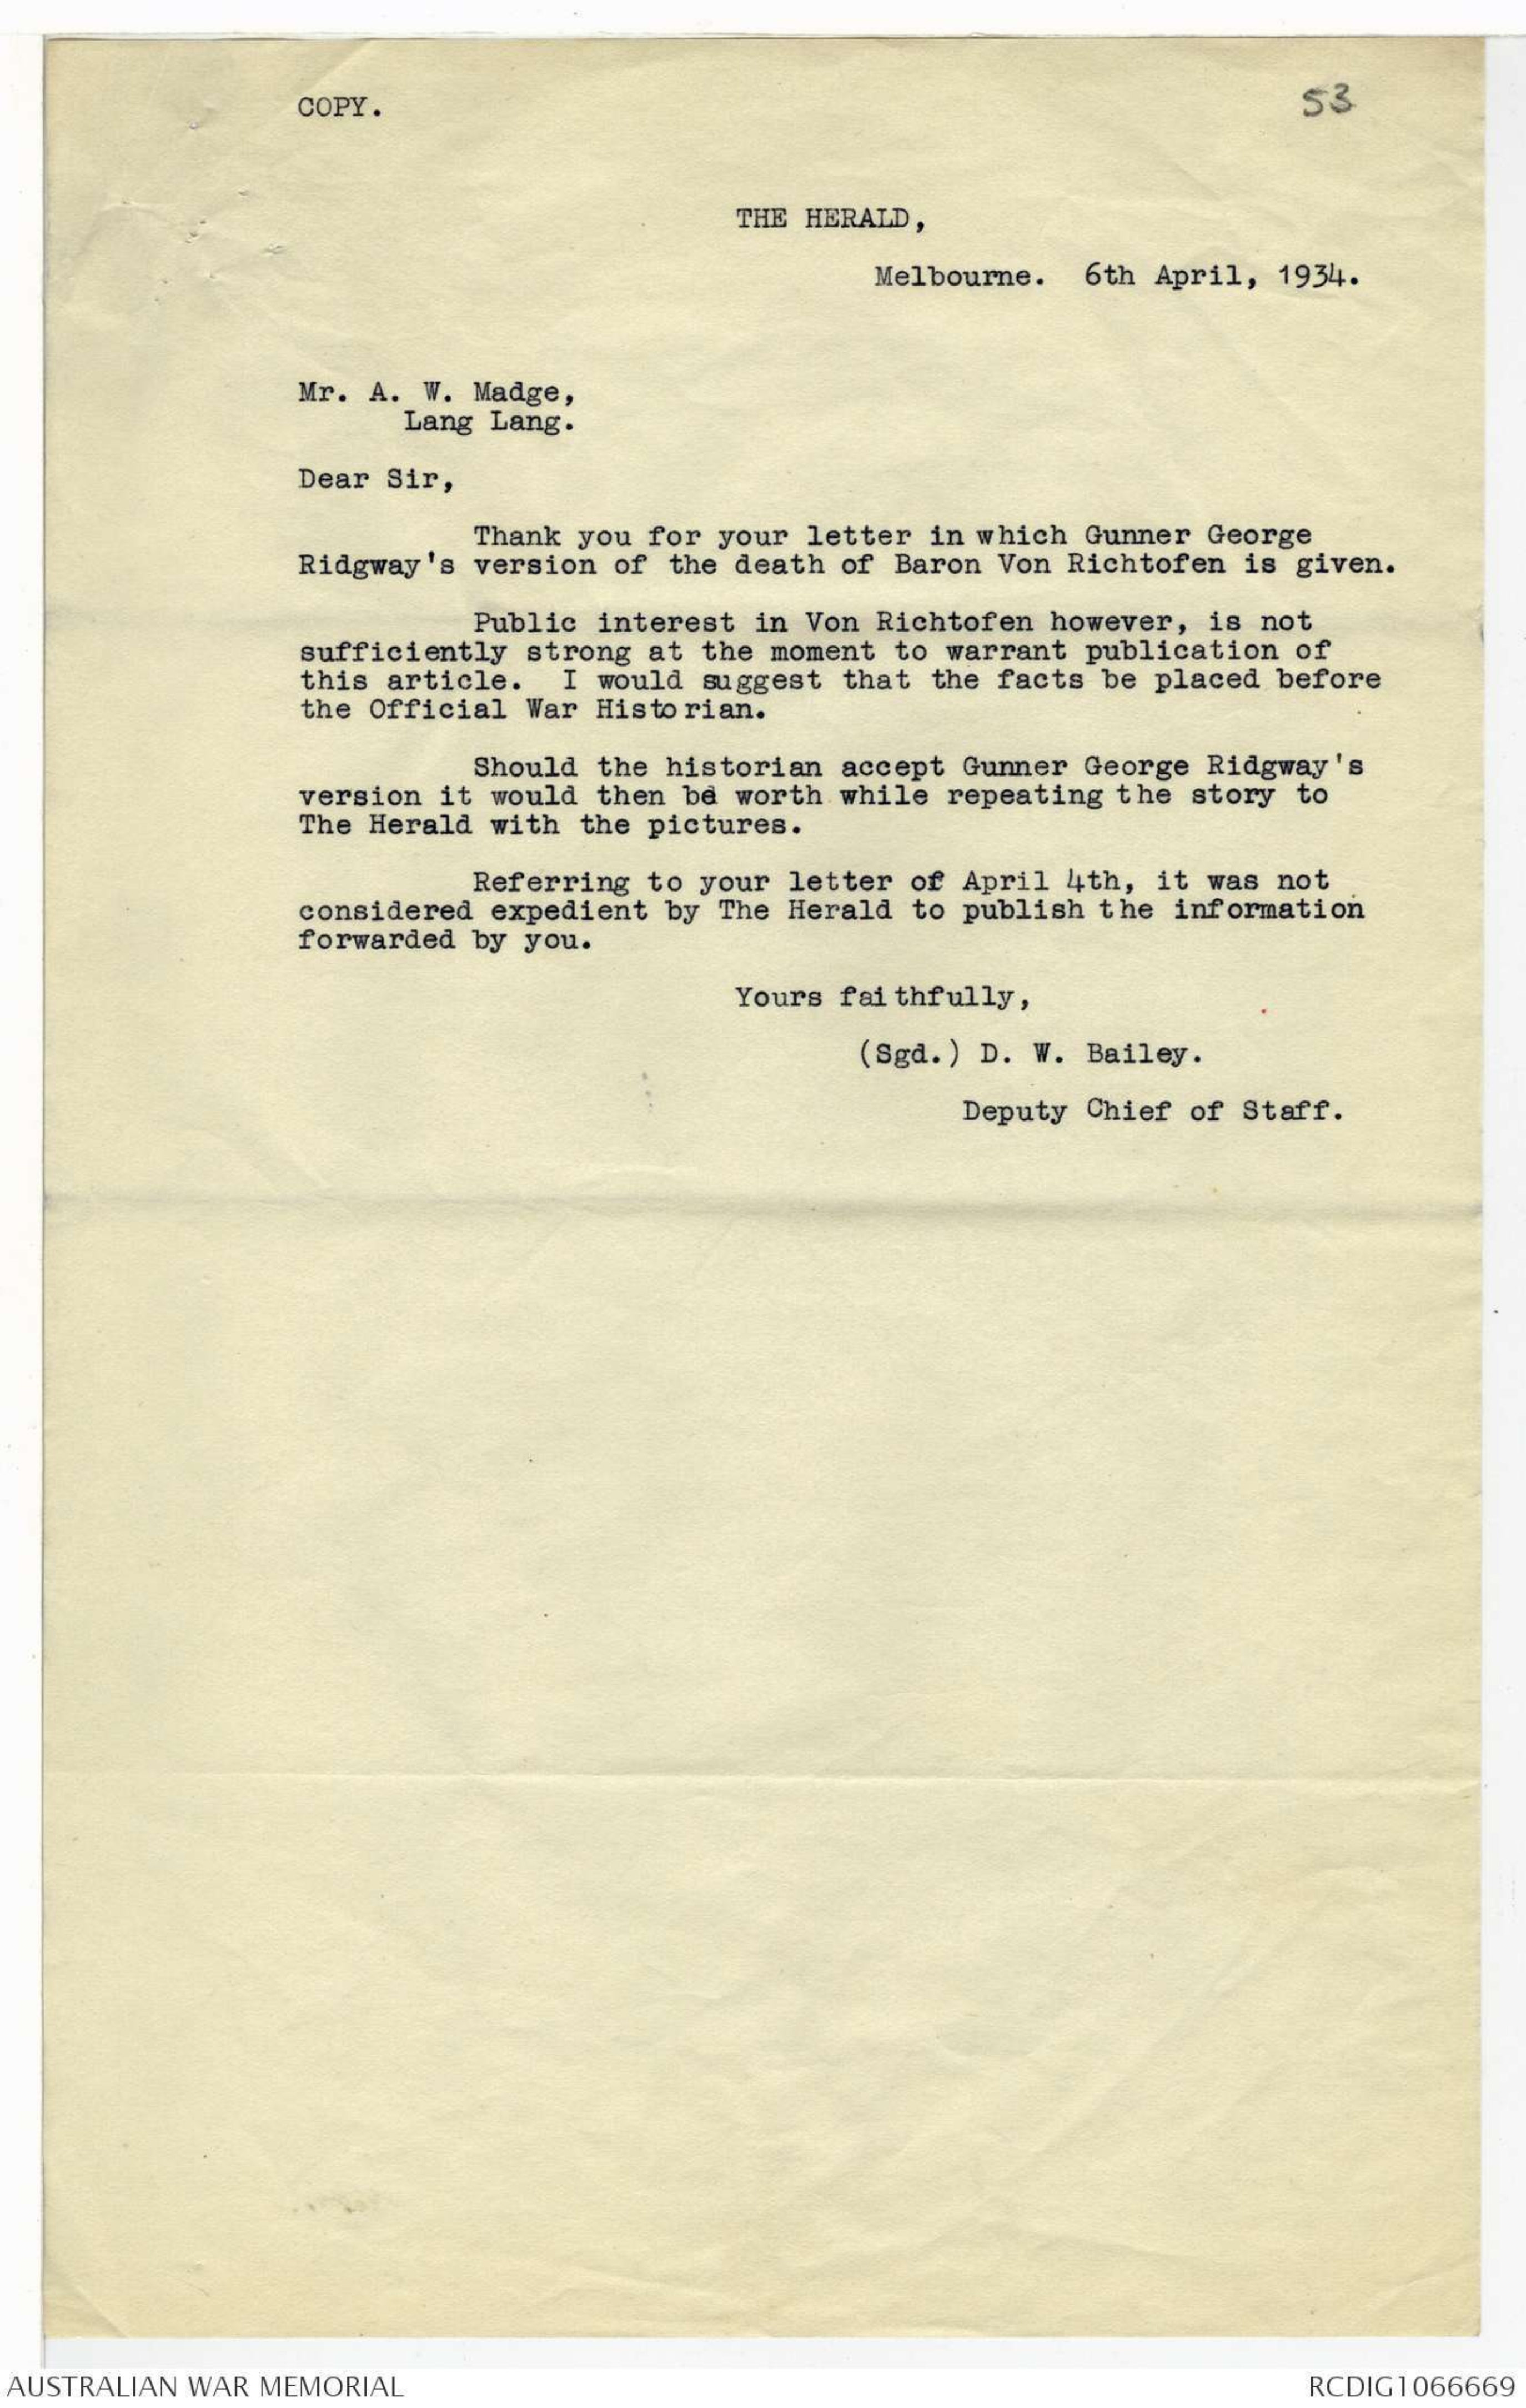 COPY.
53
THE HERALD,
Melbourne. 6th April, 1934.
Mr. A. W. Madge,
Lang Lang.
Dear Sir,
Thank you for your letter in which Gunner George
Ridgway's version of the death of Baron Von Richtofen is given.
Public interest in Von Richtofen however, is not
sufficiently strong at the moment to warrant publication of
this article. I would suggest that the facts be placed before
the Official War Historian.
Should the historian accept Gunner George Ridgway's
version it would then be worth while repeating the story to
The Herald with the pictures.
Referring to your letter of April 4th, it was not
considered expedient by The Herald to publish the information
forwarded by you.
Yours faithfully,
(Sgd.) D. W. Bailey.
Deputy Chief of Staff.
AUSTRALIAN WAR MEMORIAL
RCDIG1066669